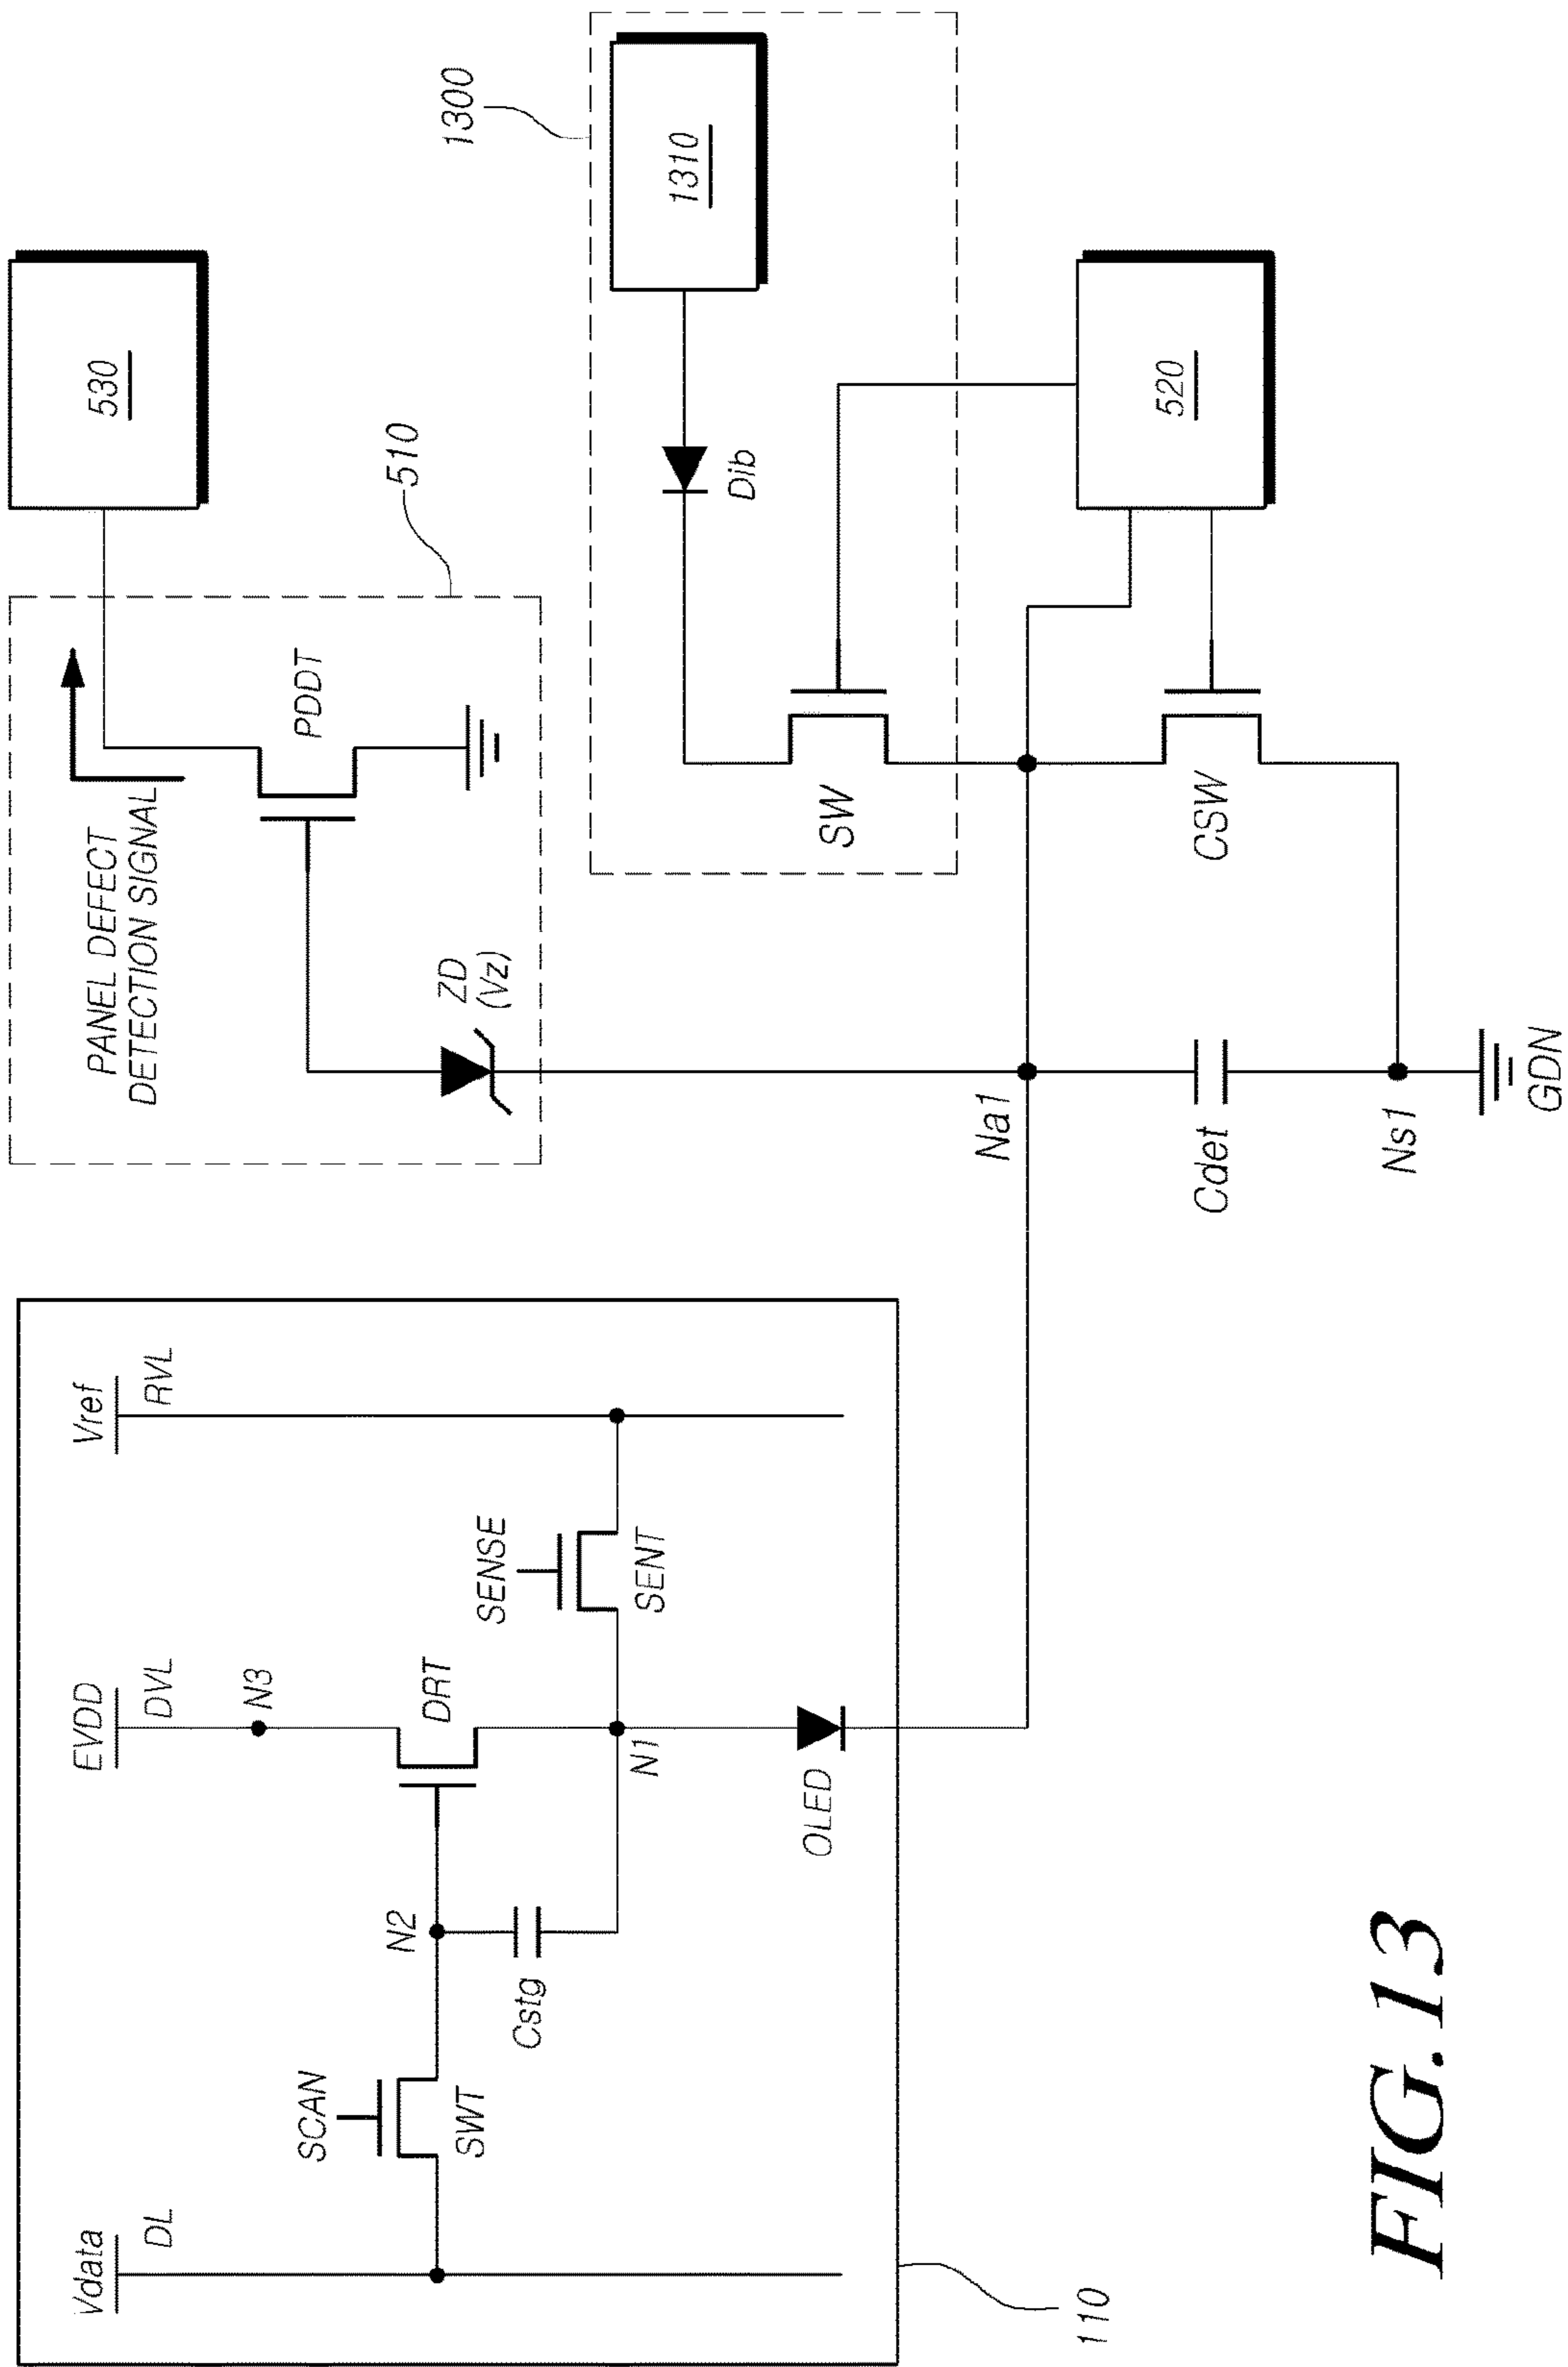 Vdata
DL
SCAN
SWT
N2
Cstg
EVDD
DVL
N3
DRT
N1
OLED
SENSE
SENT
Vref
RVL
110
PANEL DEFECT
DETECTION SIGNAL
PDDT
ZD
(Vz)
510
530
1300
1310
Dib
SW
520
CSW
Na1
Cdet
Ns1
GDN
FIG. 13